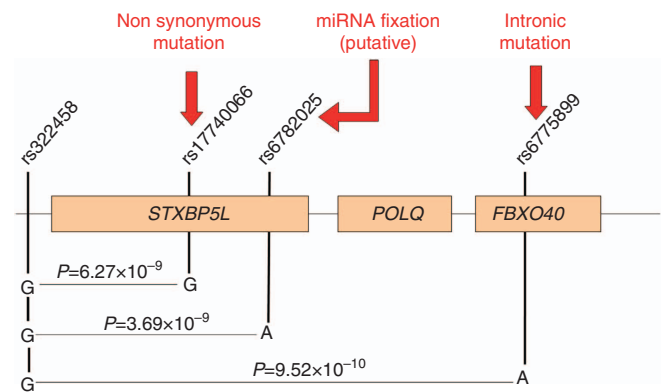 Non synonymous
mutation
miRNA fixation
(putative)
Intronic
mutation
rs322458
rs17740066
rs6782025
rs6775899
STXBP5L
POLQ
FBXO40
P=6.27×10⁻⁹
G
G
P=3.69×10⁻⁹
G
A
P=9.52×10⁻¹⁰
G
A